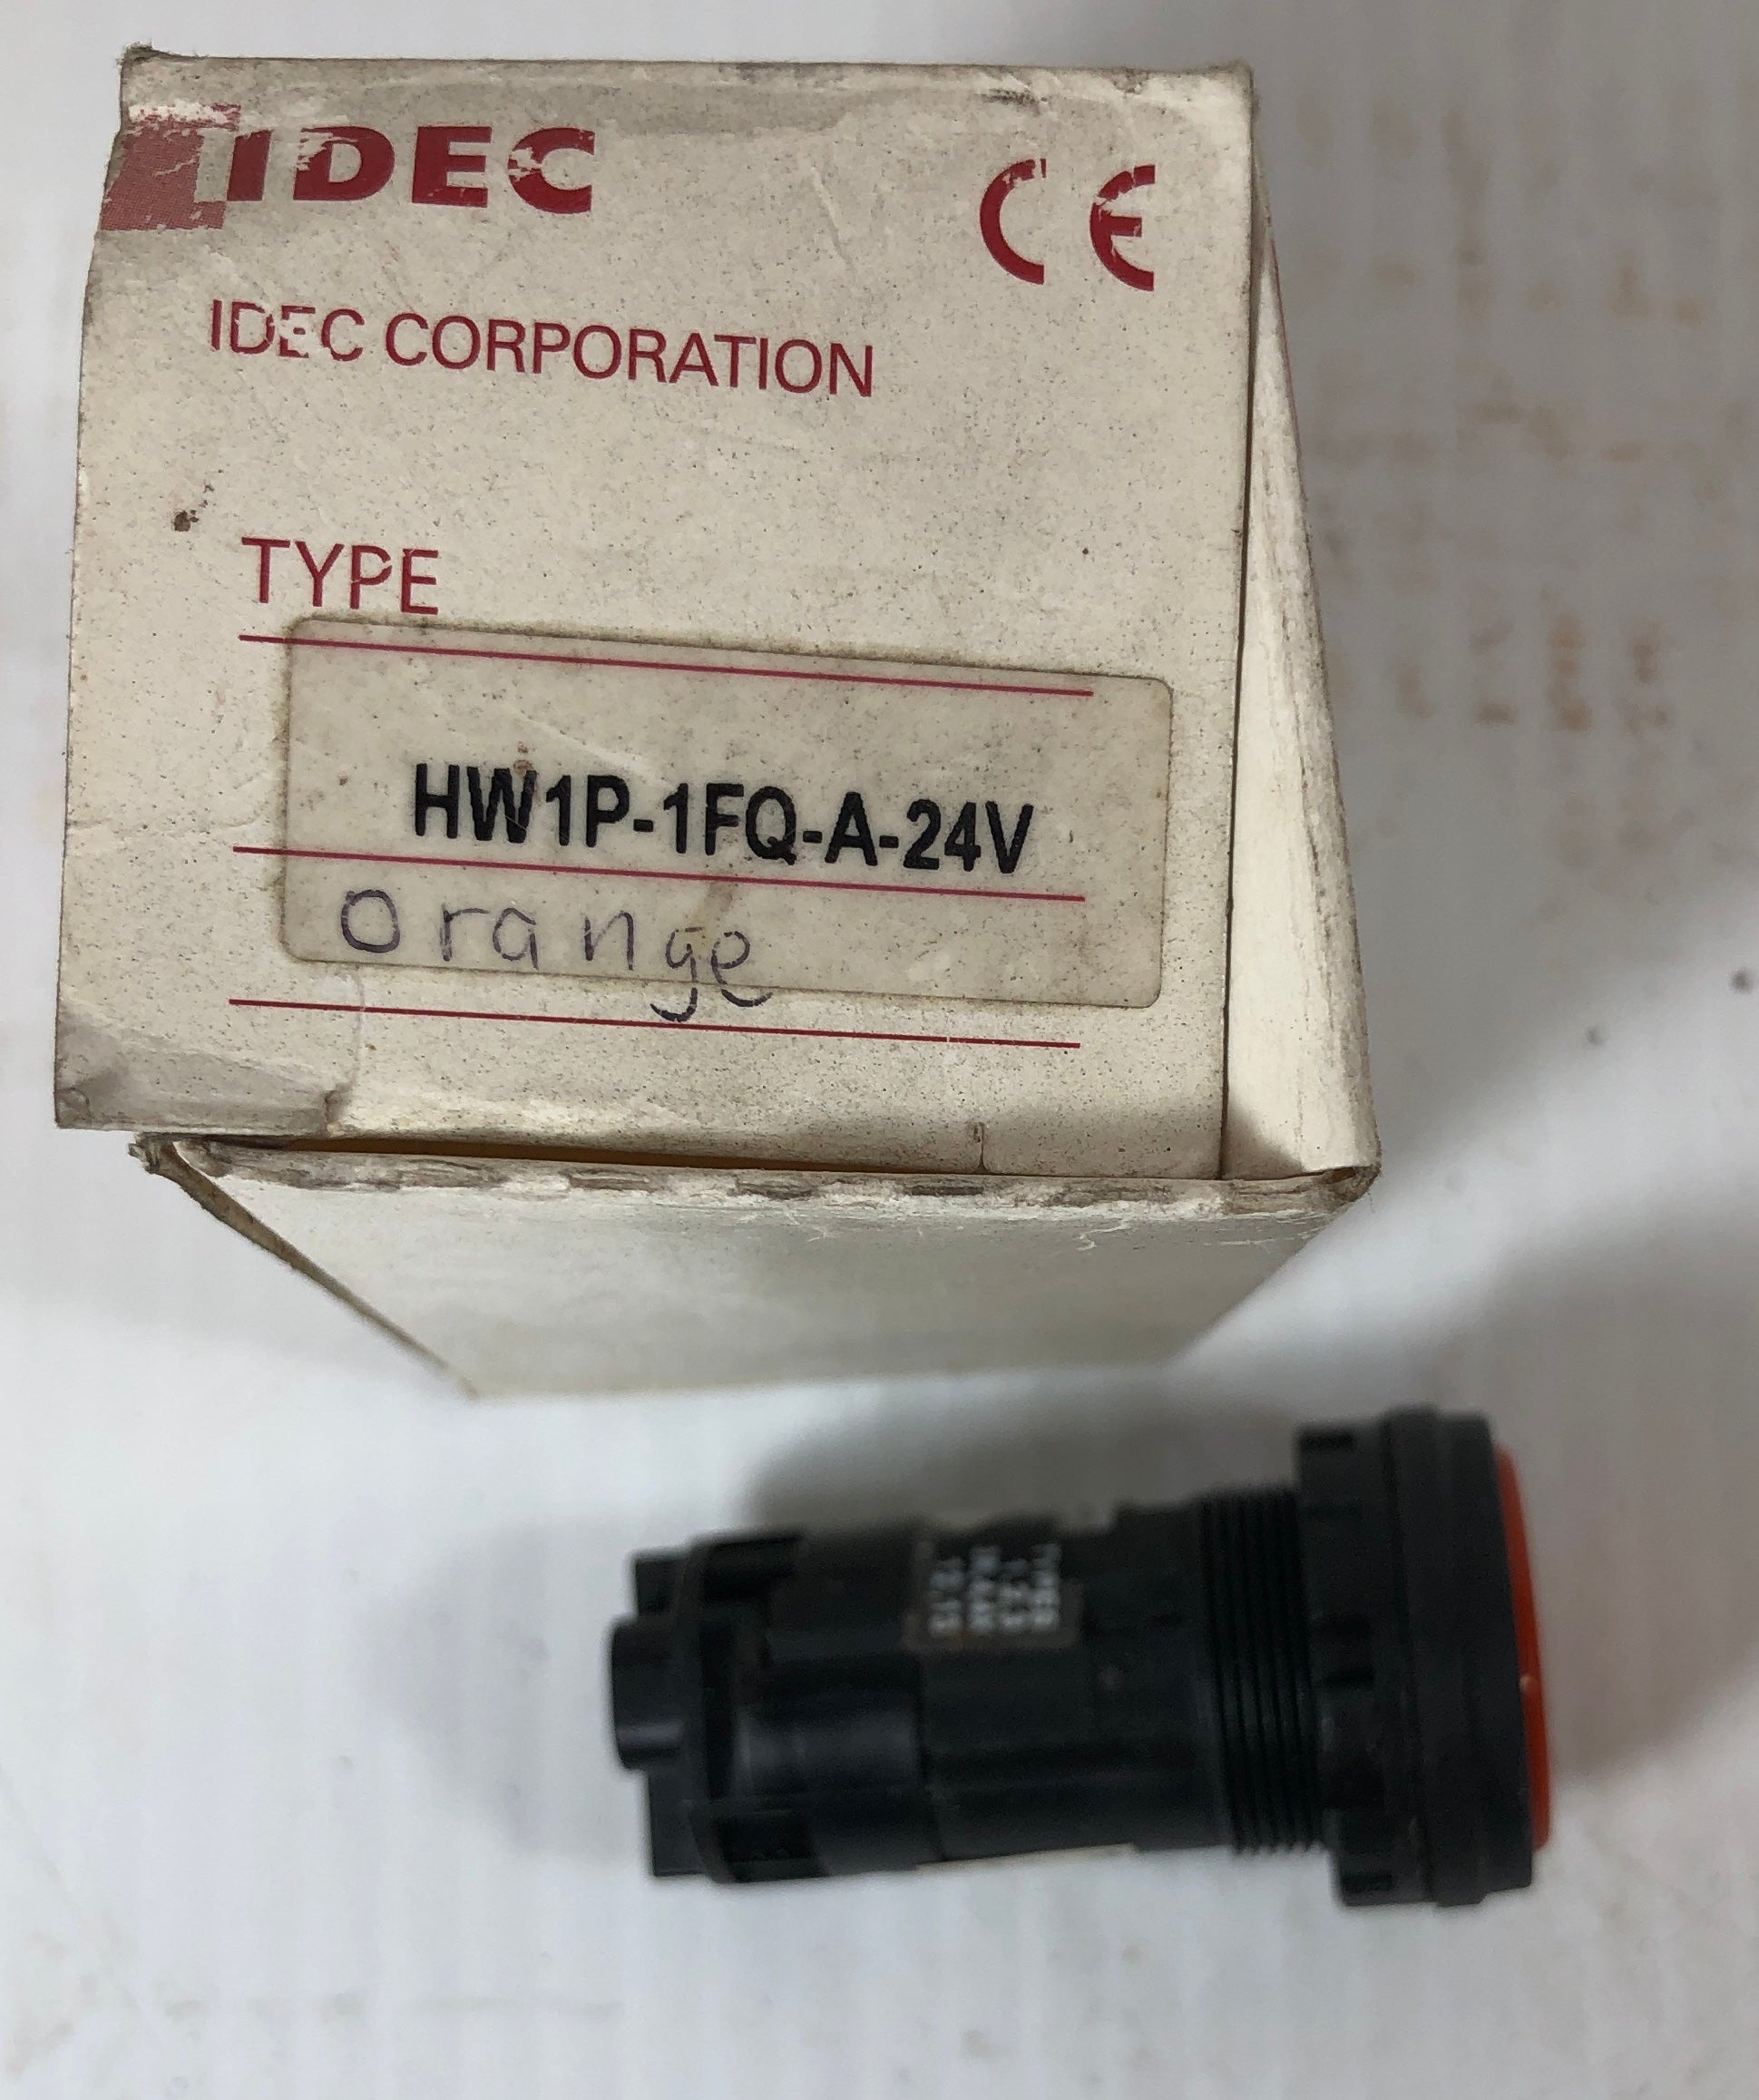 IDEC
CE
IDEC CORPORATION
TYPE
HW1P-1FQ-A-24V
orange